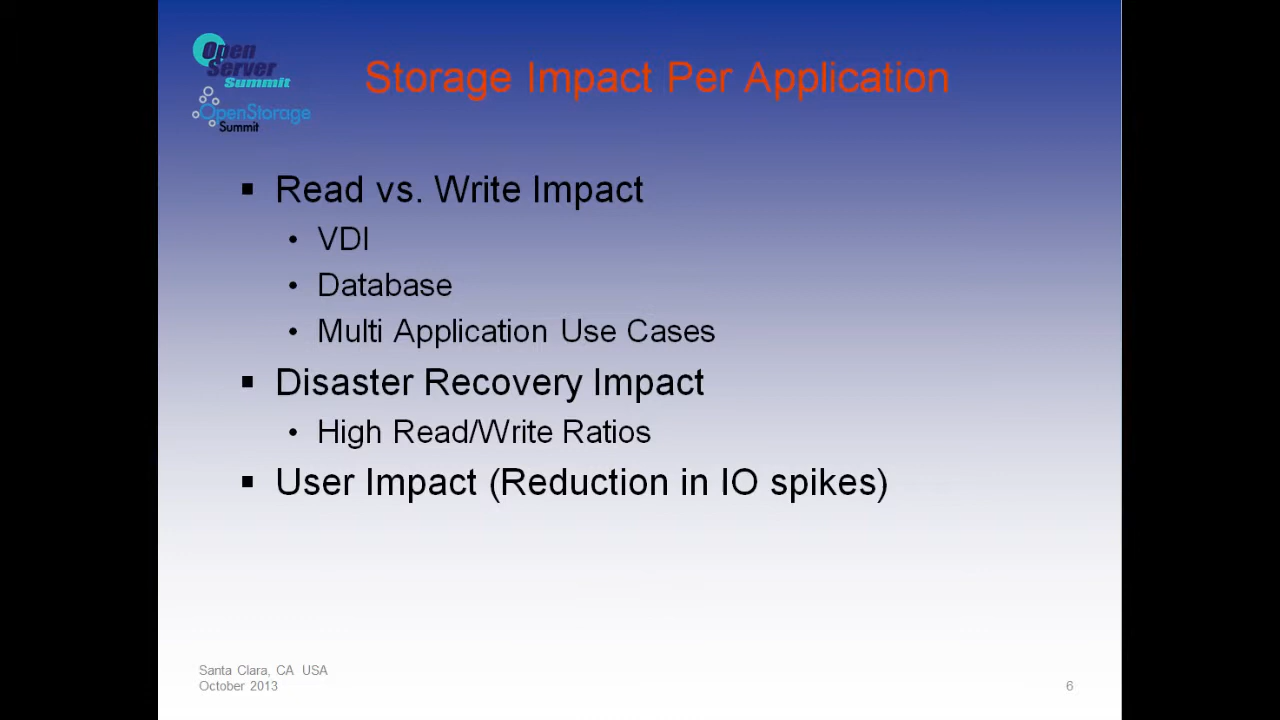 Open
Server
Summit
OpenStorage
Summit
Storage Impact Per Application
▪ Read vs. Write Impact
• VDI
• Database
• Multi Application Use Cases
▪ Disaster Recovery Impact
• High Read/Write Ratios
▪ User Impact (Reduction in IO spikes)
Santa Clara, CA USA
October 2013
6